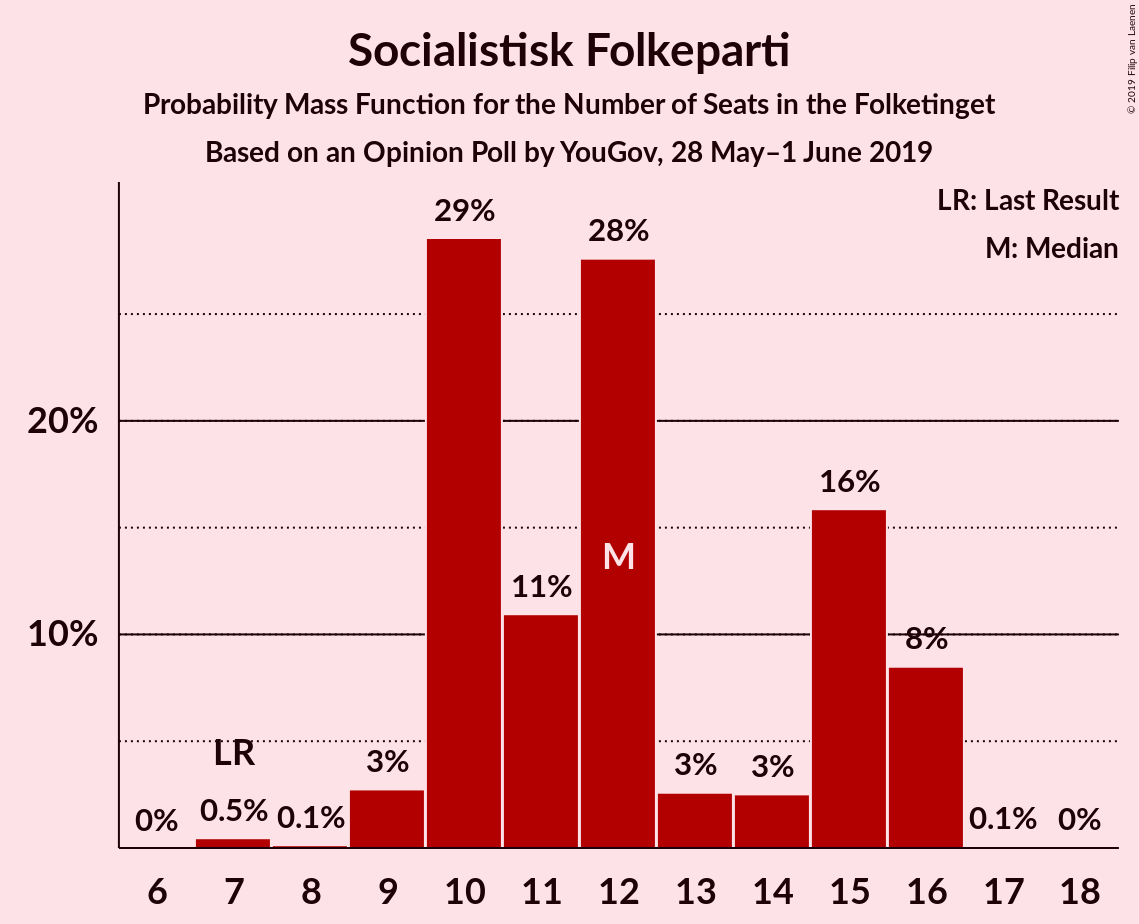 Socialistisk Folkeparti
Probability Mass Function for the Number of Seats in the Folketinget
Based on an Opinion Poll by YouGov, 28 May–1 June 2019
© 2019 Filip van Laenen
LR: Last Result
M: Median
29%
28%
20%
16%
M
11%
10%
8%
LR
3%
3%
3%
0%
0.5%
0.1%
0.1%
0%
6 7 8 9 10 11 12 13 14 15 16 17 18